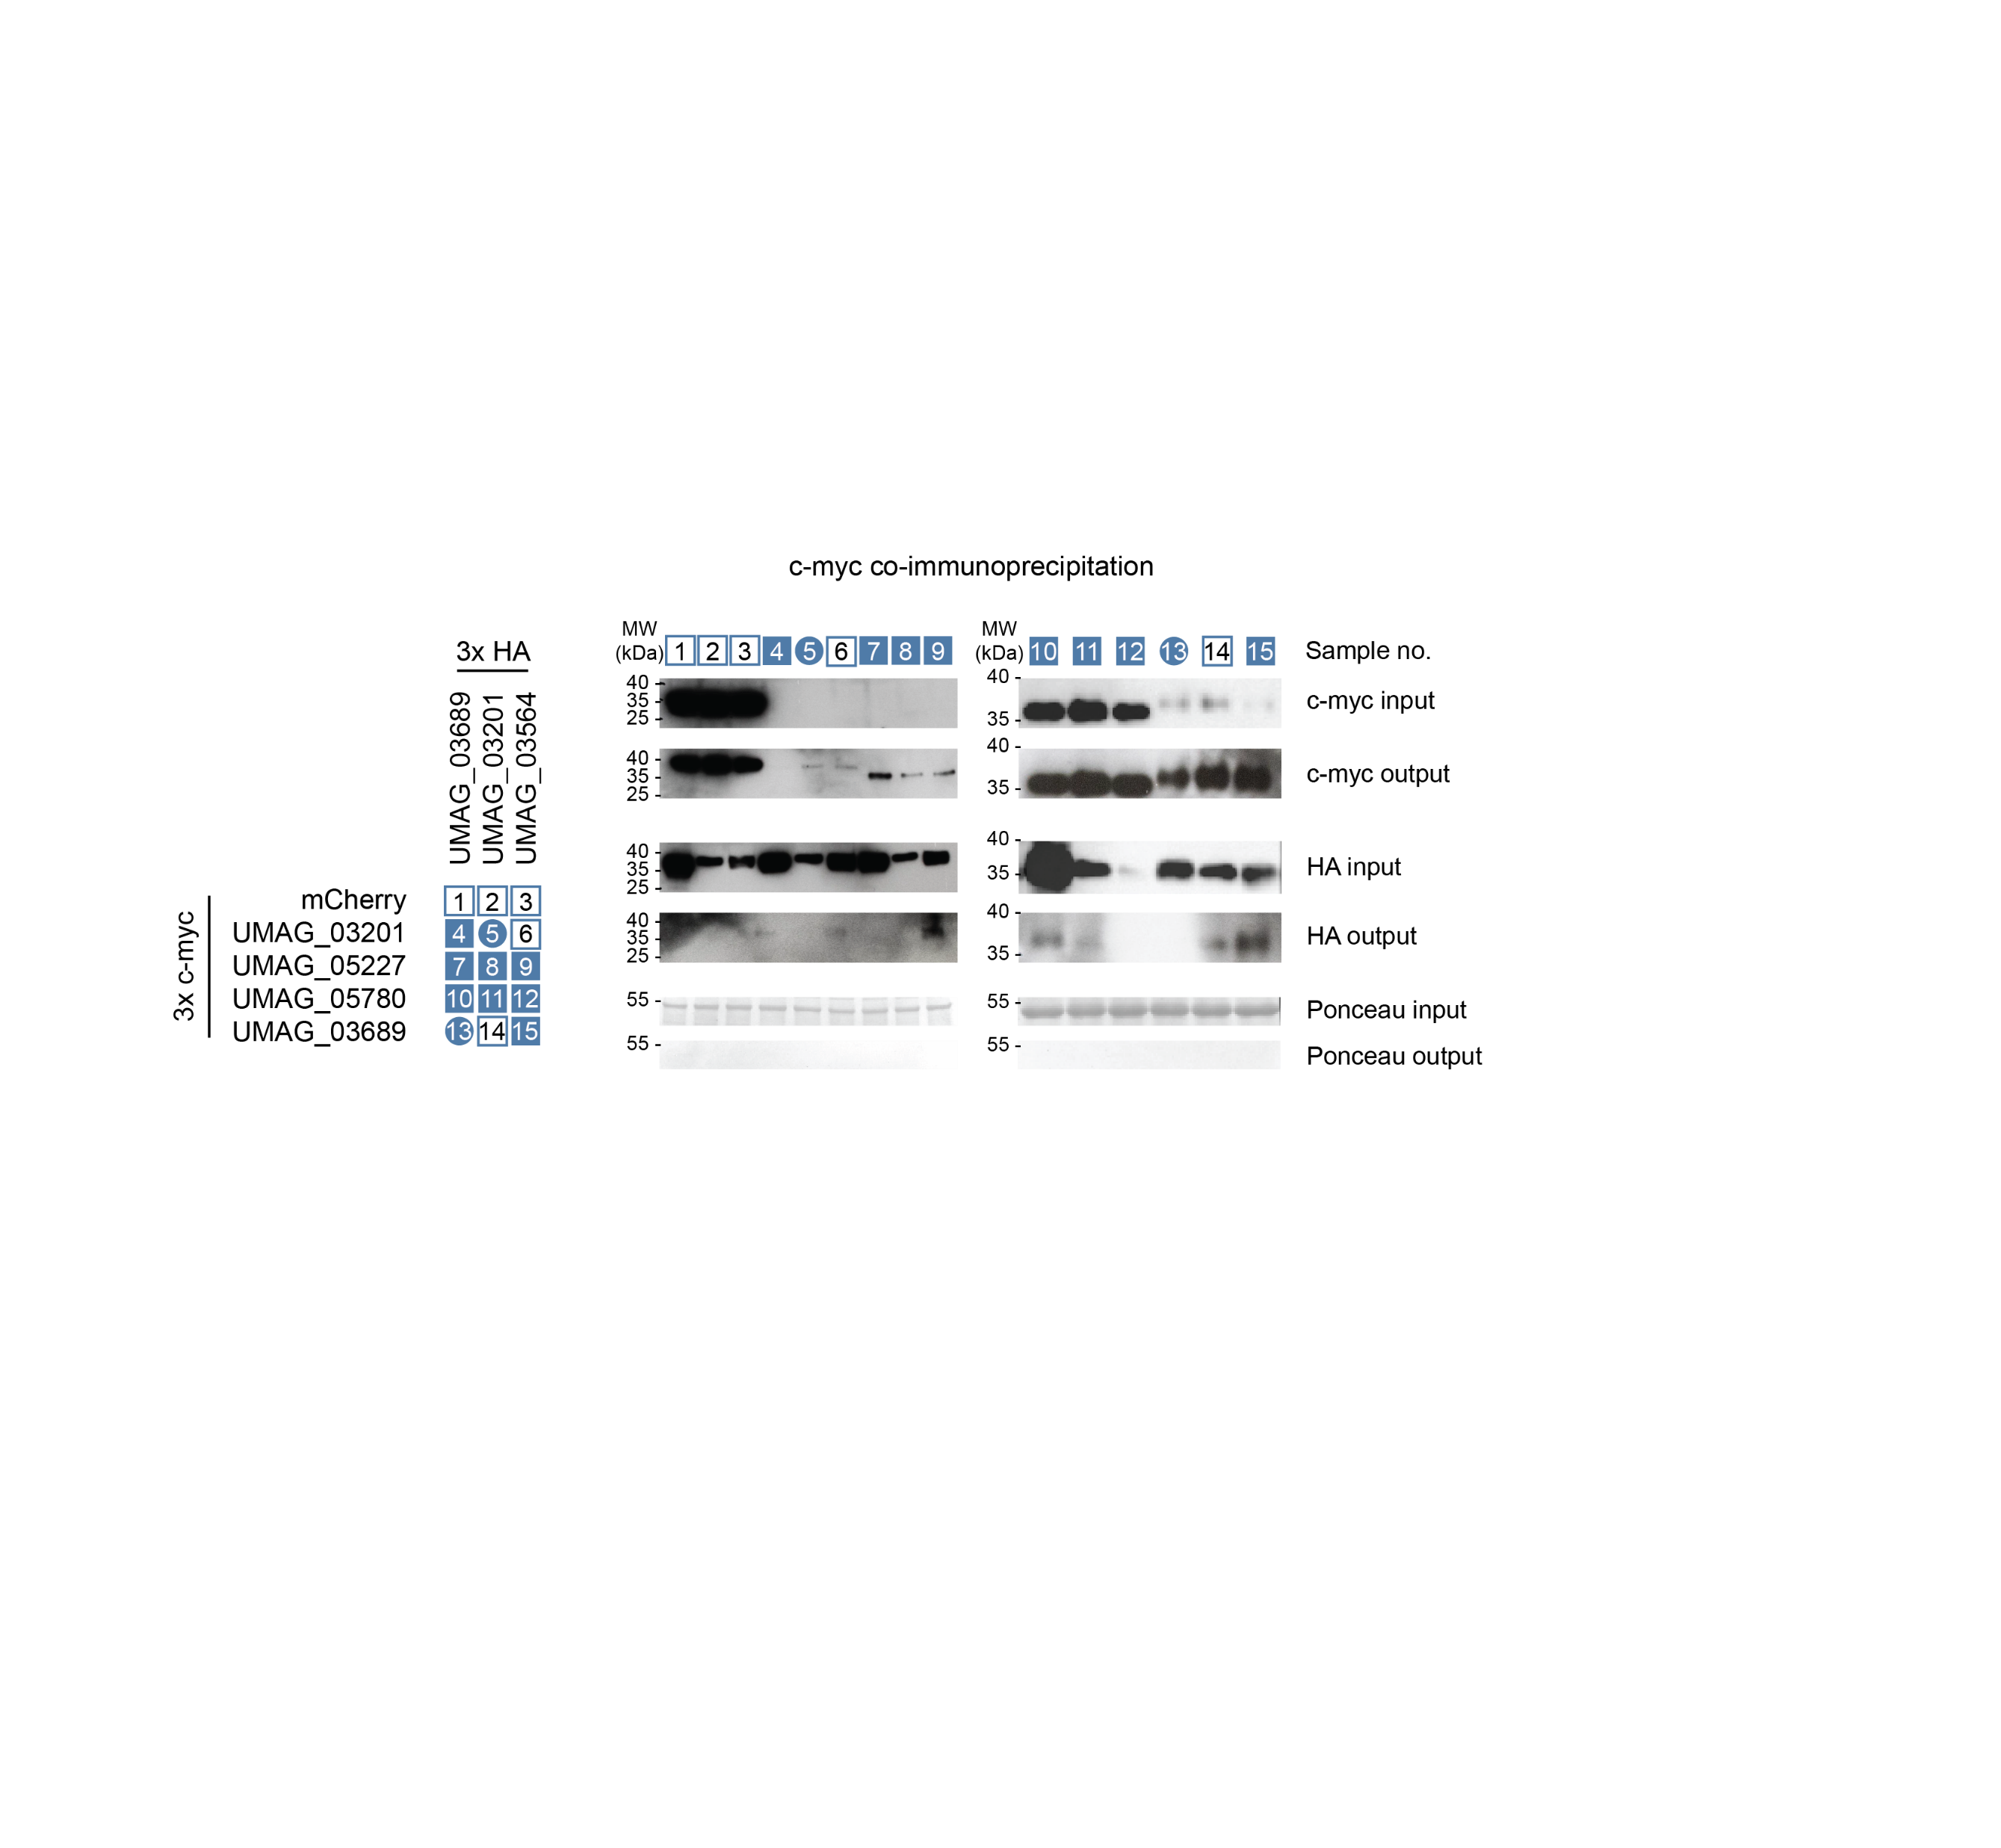 c-myc co-immunoprecipitation
3x HA
UMAG_03689
UMAG_03201
UMAG_03564
3x c-myc
mCherry 1 2 3
UMAG_03201 4 5 6
UMAG_05227 7 8 9
UMAG_05780 10 11 12
UMAG_03689 13 14 15
MW
(kDa) 1 2 3 4 5 6 7 8 9
MW
(kDa) 10 11 12 13 14 15 Sample no.
40 -
35 -
25 -
40 -
35 -
c-myc input
40 -
35 -
25 -
40 -
35 -
c-myc output
40 -
35 -
25 -
40 -
35 -
HA input
40 -
35 -
25 -
40 -
35 -
HA output
55 -
55 -
Ponceau input
55 -
55 -
Ponceau output